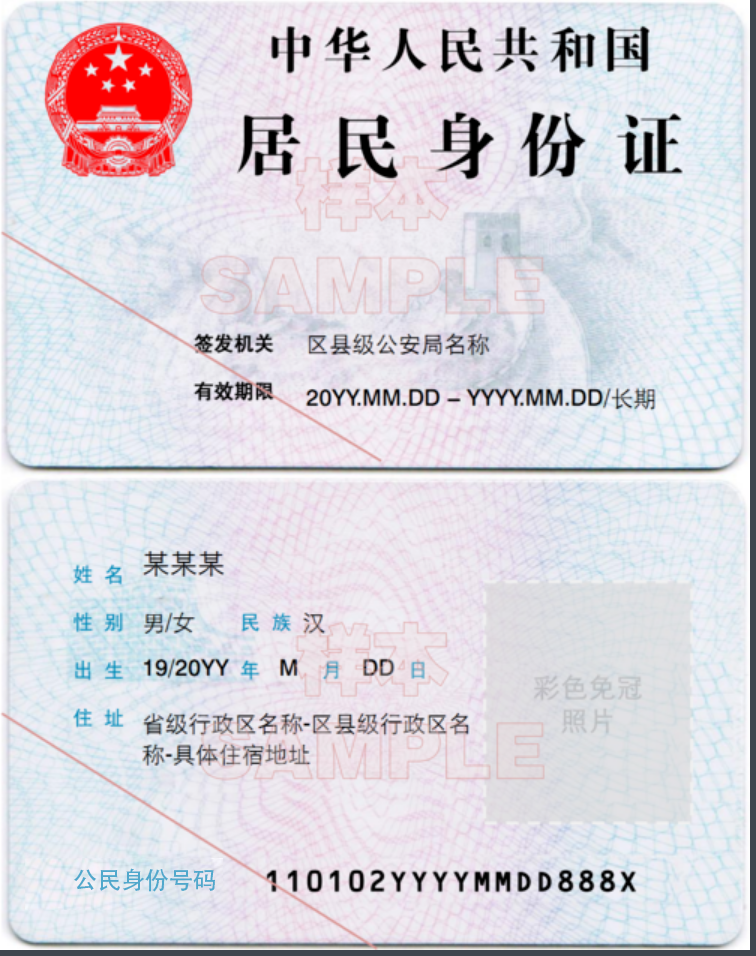 中华人民共和国
居民身份证
样本
SAMPLE
签发机关 区县级公安局名称
有效期限 20YY.MM.DD – YYYY.MM.DD/长期
姓名 某某某
性别 男/女 民族 汉
样本
出生 19/20YY 年 M 月 DD 日
彩色免冠
照片
住址 省级行政区名称-区县级行政区名
称-具体住宿地址
SAMPLE
公民身份号码 110102YYYYMMDD888X